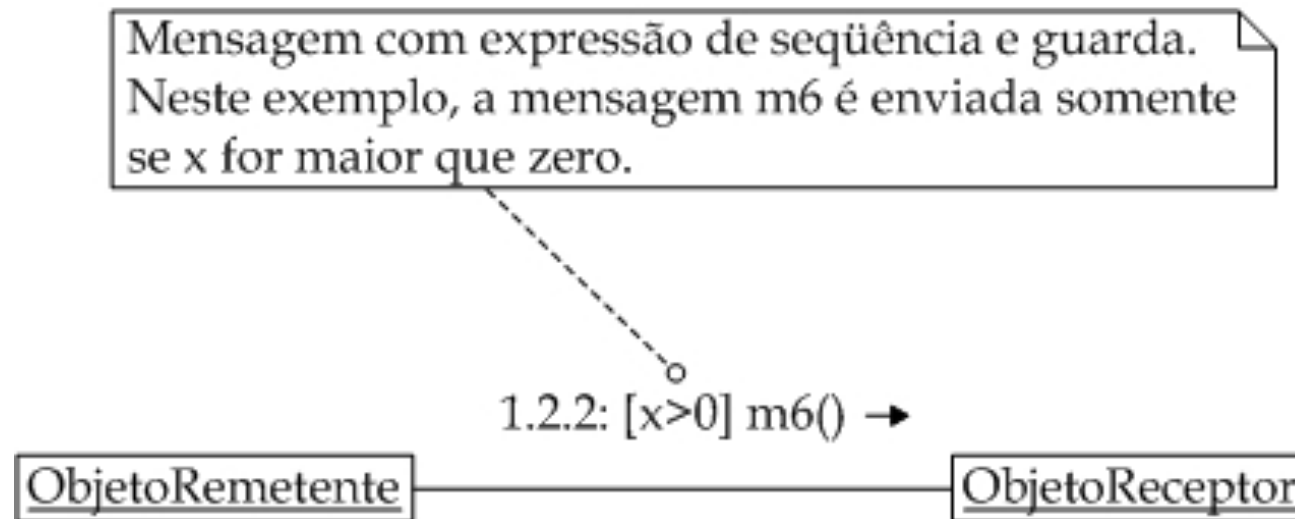 Mensagem com expressão de seqüência e guarda.
Neste exemplo, a mensagem m6 é enviada somente
se x for maior que zero.
1.2.2: [x>0] m6()
ObjetoRemetente
ObjetoReceptor